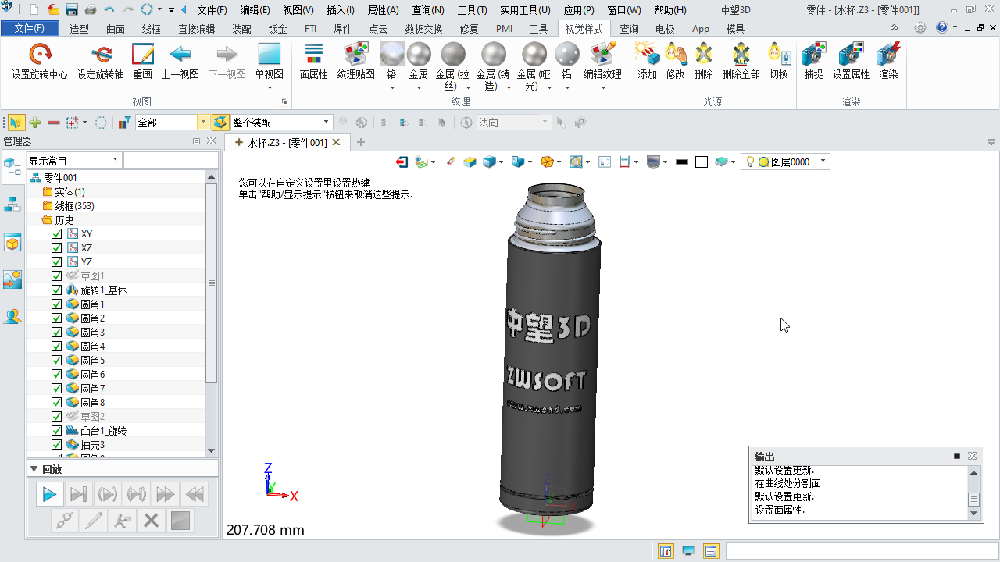 文件(F) 编辑(E) 视图(V) 插入(I) 属性(A) 查询(N) 工具(T) 实用工具(U) 应用(P) 窗口(W) 帮助(H) 中望3D 零件 - [水杯.Z3 - [零件001]]
文件(F) 造型 曲面 线框 直接编辑 装配 钣金 FTI 焊件 点云 数据交换 修复 PMI 工具 视觉样式 查询 电极 App 模具
设置旋转中心 设定旋转轴 重画 上一视图 下一视图 单视图 面属性 纹理贴图 铬 金属 金属 (拉丝) 金属 (铸造) 金属 (哑光) 铝 编辑纹理 添加 修改 删除 删除全部 切换 捕捉 设置属性 渲染
视图 纹理 光源 渲染
全部 整个装配 法向
管理器
水杯.Z3 - [零件001]
显示常用
图层0000
零件001
实体(1)
线框(353)
历史
XY
XZ
YZ
草图1
旋转1_基体
圆角1
圆角2
圆角3
圆角4
圆角5
圆角6
圆角7
圆角8
草图2
凸台1_旋转
抽壳3
回放
您可以在自定义设置里设置热键
单击"帮助/显示提示"按钮来取消这些提示.
中望3D
ZWSOFT
www.zwcad.com
Z
Y
X
207.708 mm
输出
默认设置更新.
在曲线处分割面
默认设置更新.
设置面属性.